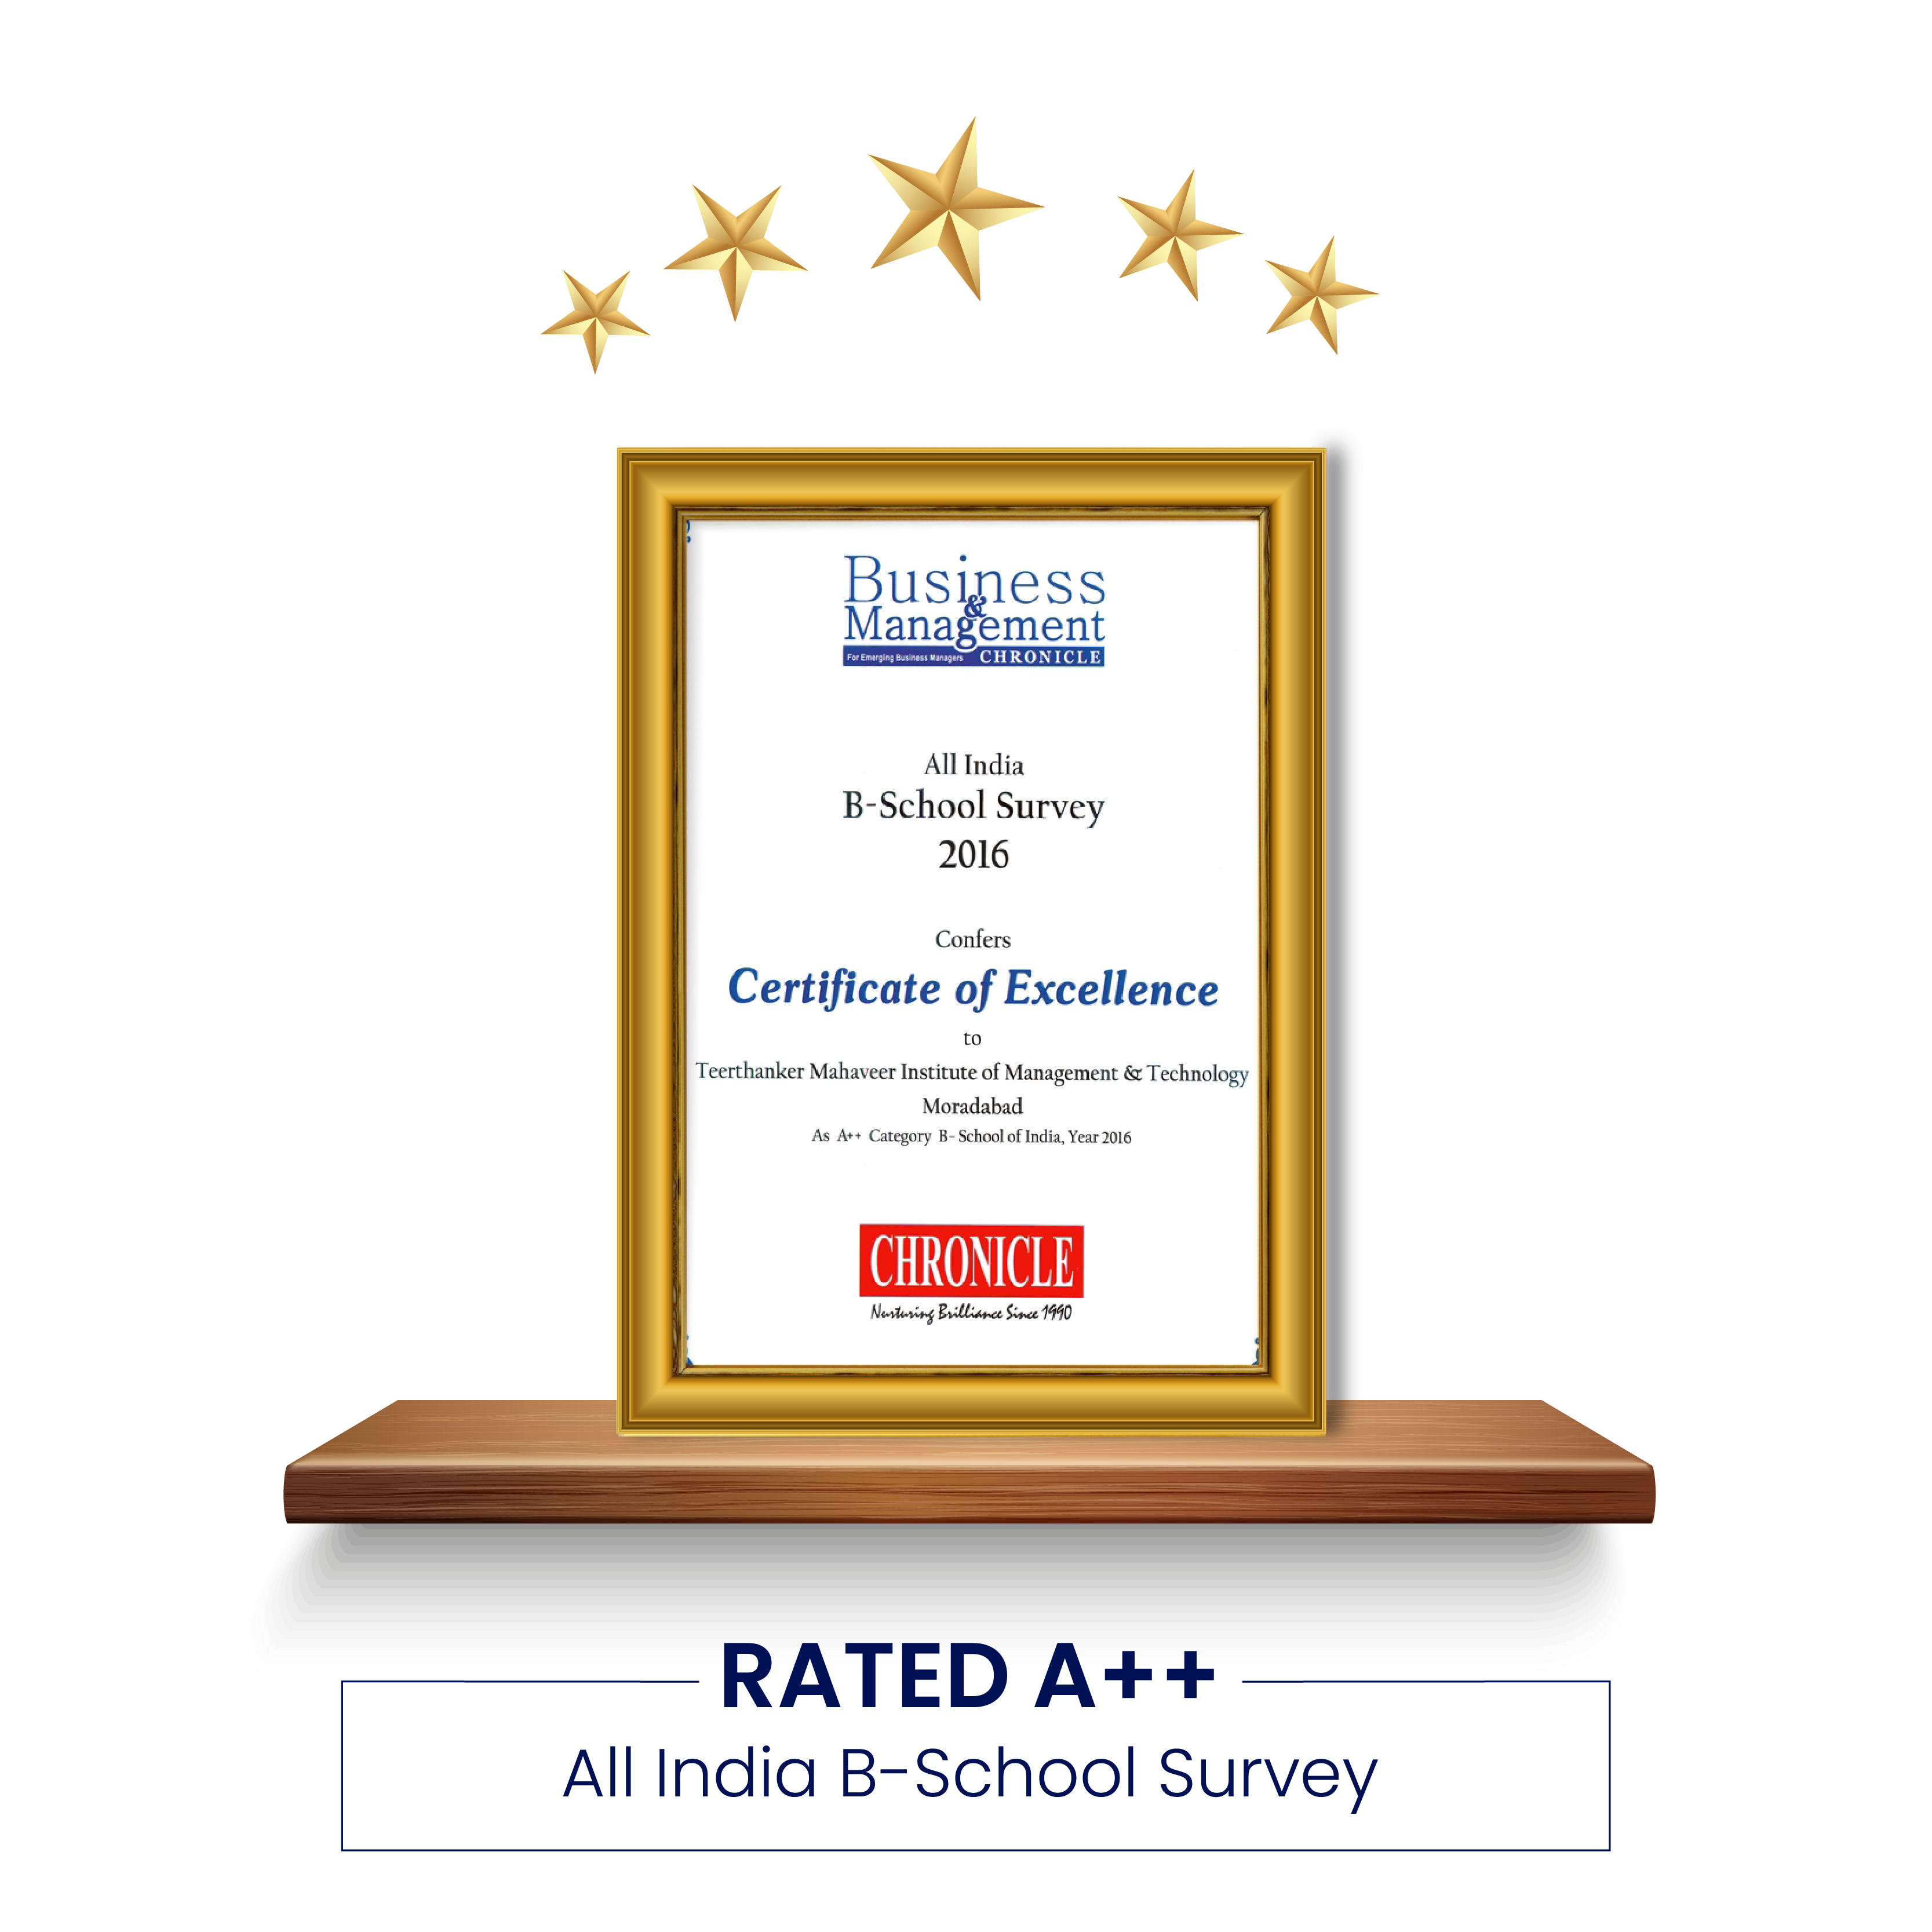 Business
&
Management
For Emerging Business Managers CHRONICLE
All India
B-School Survey
2016
Confers
Certificate of Excellence
to
Teerthanker Mahaveer Institute of Management & Technology
Moradabad
As A++ Category B- School of India, Year 2016
CHRONICLE
Nurturing Brilliance Since 1990
RATED A++
All India B-School Survey